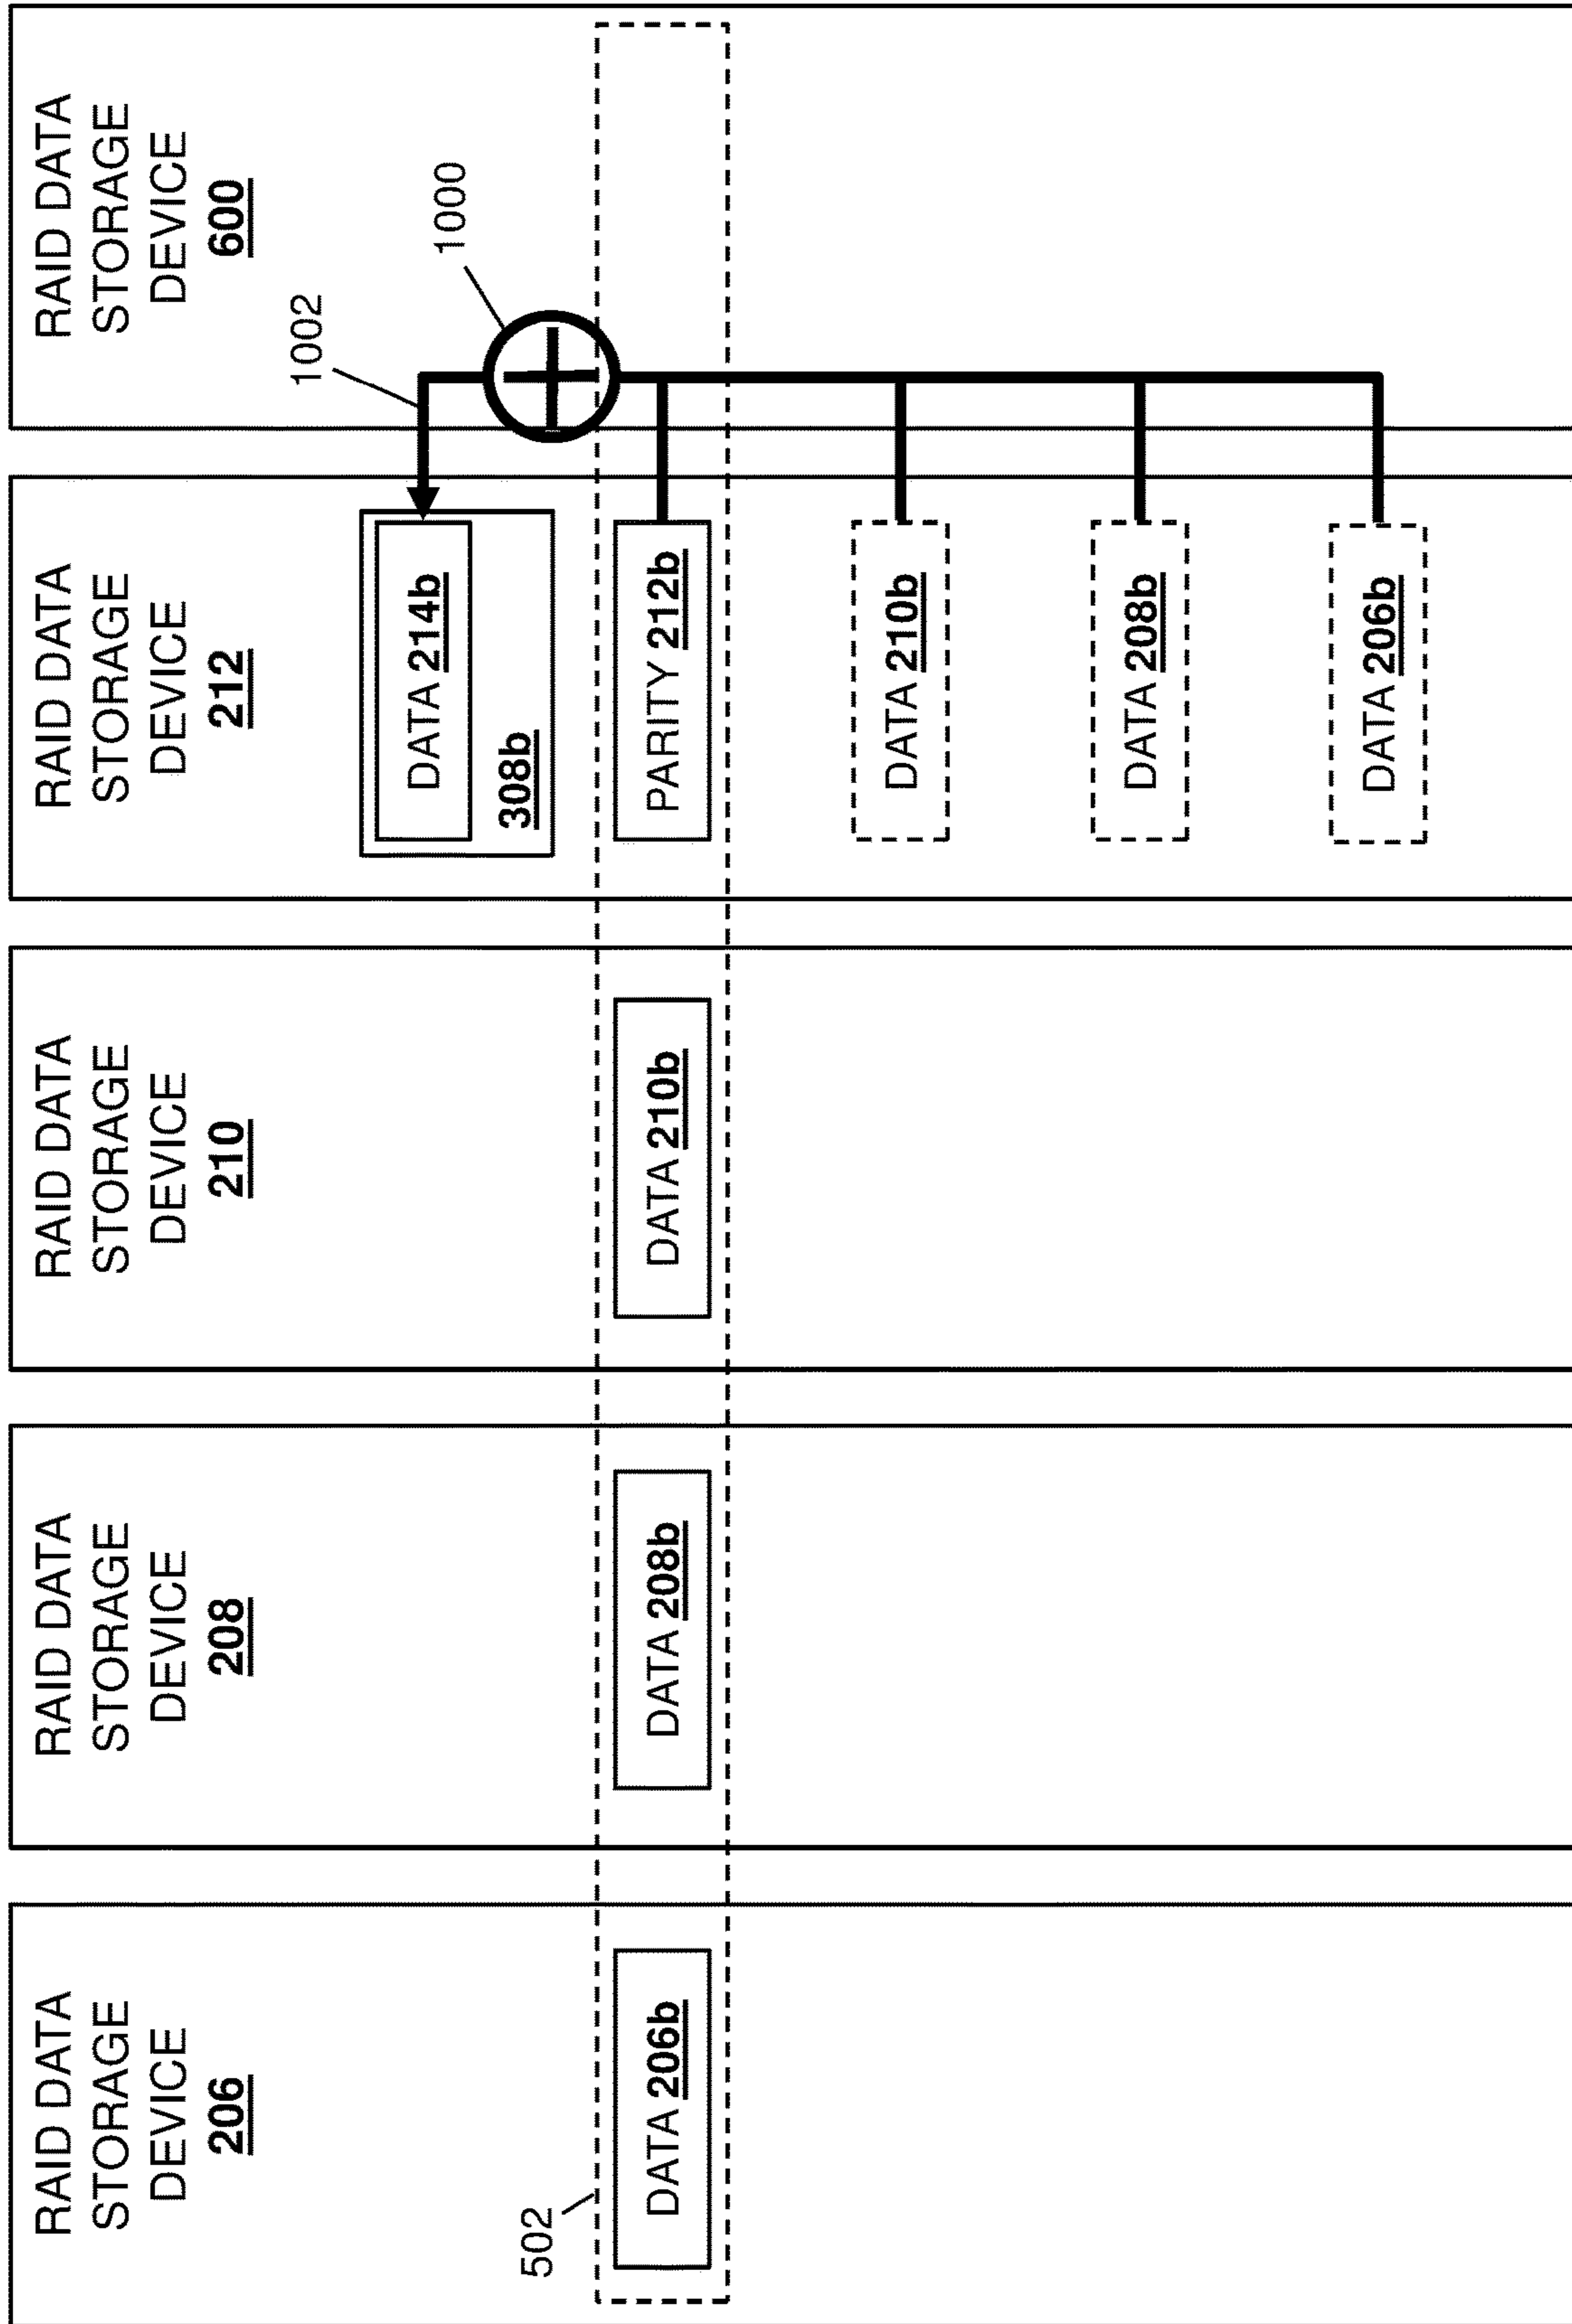 RAID DATA
STORAGE
DEVICE
206
RAID DATA
STORAGE
DEVICE
208
RAID DATA
STORAGE
DEVICE
210
RAID DATA
STORAGE
DEVICE
212
RAID DATA
STORAGE
DEVICE
600
1002
1000
DATA 214b
308b
502
DATA 206b
DATA 208b
DATA 210b
PARITY 212b
DATA 210b
DATA 208b
DATA 206b